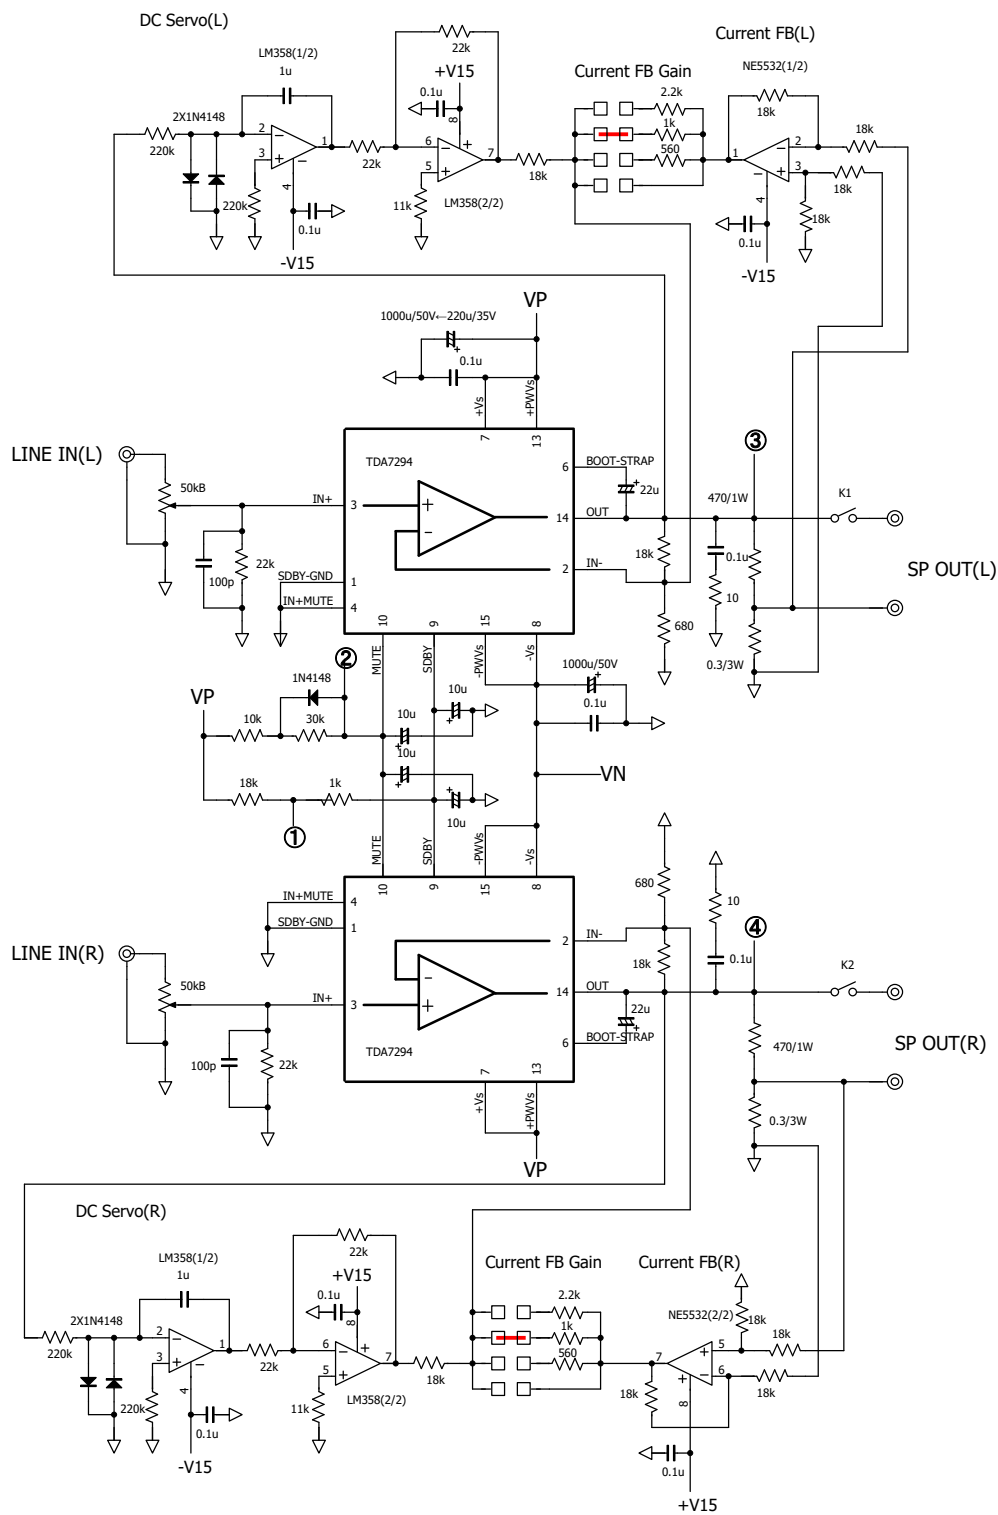 DC Servo(L)
LM358(1/2)
1u
2X1N4148
220k
2
3
1
4
220k
0.1u
-V15
22k
22k
+V15
0.1u
8
6
5
7
11k
LM358(2/2)
18k
Current FB Gain
2.2k
1k
560
Current FB(L)
NE5532(1/2)
18k
18k
18k
1
2
3
4
18k
0.1u
-V15
VP
1000u/50V←220u/35V
0.1u
+Vs
+PWVs
7
13
LINE IN(L)
50kB
100p
22k
IN+
3
SDBY-GND
1
IN+MUTE
4
TDA7294
6
BOOT-STRAP
22u
14
OUT
18k
2
IN-
680
10
9
15
8
MUTE
SDBY
-PWVs
-Vs
470/1W
③
K1
0.1u
10
SP OUT(L)
0.3/3W
②
1N4148
VP
10k
30k
10u
10u
10u
10u
18k
1k
①
1000u/50V
0.1u
VN
MUTE
SDBY
-PWVs
-Vs
10
9
15
8
IN+MUTE
4
SDBY-GND
1
LINE IN(R)
50kB
100p
22k
IN+
3
TDA7294
2
IN-
14
OUT
6
BOOT-STRAP
22u
680
18k
10
0.1u
④
K2
470/1W
SP OUT(R)
0.3/3W
7
13
+Vs
+PWVs
VP
DC Servo(R)
LM358(1/2)
1u
2X1N4148
220k
2
3
1
4
220k
0.1u
-V15
22k
22k
+V15
0.1u
8
6
5
7
11k
LM358(2/2)
18k
Current FB Gain
2.2k
1k
560
Current FB(R)
NE5532(2/2)
18k
18k
18k
18k
7
5
6
8
0.1u
+V15